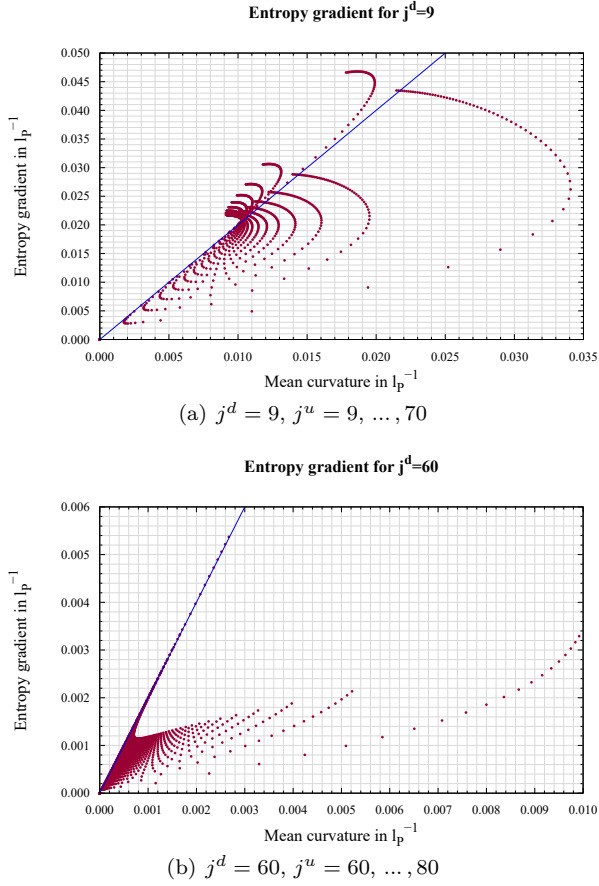 Entropy gradient for j^d=9
Entropy gradient in l_P^-1
0.050
0.045
0.040
0.035
0.030
0.025
0.020
0.015
0.010
0.005
0.000
0.000 0.005 0.010 0.015 0.020 0.025 0.030 0.035
Mean curvature in l_P^-1
(a) j^d = 9, j^u = 9, ..., 70
Entropy gradient for j^d=60
Entropy gradient in l_P^-1
0.006
0.005
0.004
0.003
0.002
0.001
0.000
0.000 0.001 0.002 0.003 0.004 0.005 0.006 0.007 0.008 0.009 0.010
Mean curvature in l_P^-1
(b) j^d = 60, j^u = 60, ..., 80